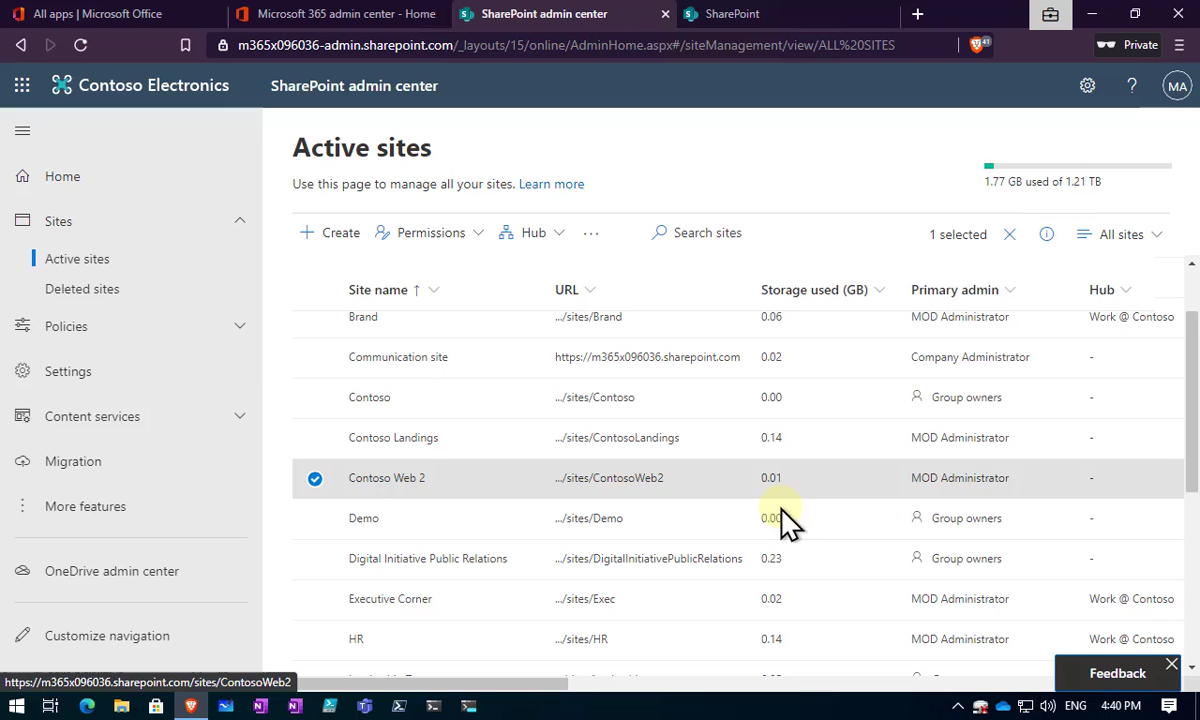 All apps | Microsoft Office
Microsoft 365 admin center - Home
SharePoint admin center
SharePoint
m365x096036-admin.sharepoint.com/_layouts/15/online/AdminHome.aspx#/siteManagement/view/ALL%20SITES
41
Private
Contoso Electronics
SharePoint admin center
MA
Home
Sites
Active sites
Deleted sites
Policies
Settings
Content services
Migration
More features
OneDrive admin center
Customize navigation
Active sites
Use this page to manage all your sites. Learn more
1.77 GB used of 1.21 TB
Create Permissions Hub ... Search sites 1 selected All sites
Site name ↑ URL Storage used (GB) Primary admin Hub
Brand .../sites/Brand 0.06 MOD Administrator Work @ Contoso
Communication site https://m365x096036.sharepoint.com 0.02 Company Administrator -
Contoso .../sites/Contoso 0.00 Group owners -
Contoso Landings .../sites/ContosoLandings 0.14 MOD Administrator -
Contoso Web 2 .../sites/ContosoWeb2 0.01 MOD Administrator -
Demo .../sites/Demo 0.00 Group owners -
Digital Initiative Public Relations .../sites/DigitalInitiativePublicRelations 0.23 Group owners -
Executive Corner .../sites/Exec 0.02 MOD Administrator Work @ Contoso
HR .../sites/HR 0.14 MOD Administrator Work @ Contoso
Feedback
https://m365x096036.sharepoint.com/sites/ContosoWeb2
ENG 4:40 PM